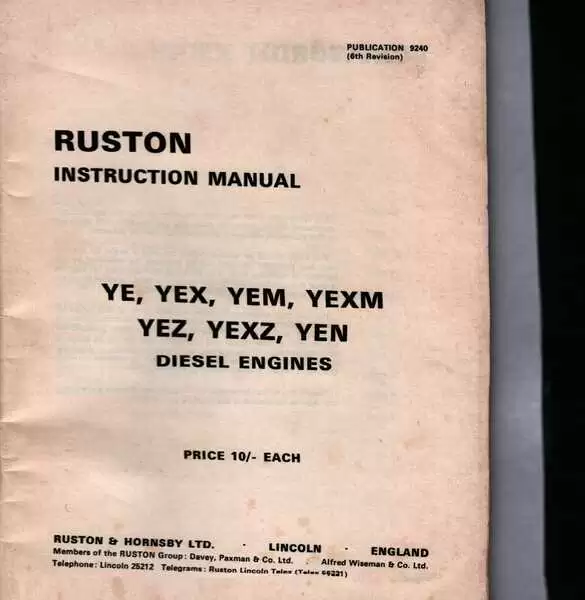 PUBLICATION 9240
(6th Revision)
RUSTON
INSTRUCTION MANUAL
YE, YEX, YEM, YEXM
YEZ, YEXZ, YEN
DIESEL ENGINES
PRICE 10/- EACH
RUSTON & HORNSBY LTD. · LINCOLN · ENGLAND
Members of the RUSTON Group: Davey, Paxman & Co. Ltd. · Alfred Wiseman & Co. Ltd.
Telephone: Lincoln 25212 Telegrams: Ruston Lincoln Telex (Telex